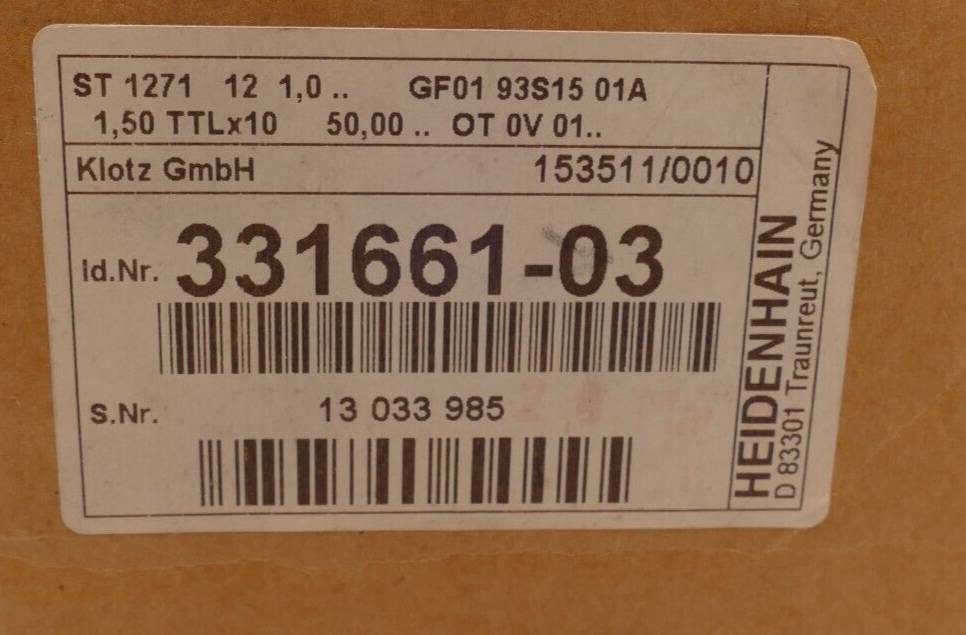 ST 1271 12 1,0 .. GF01 93S15 01A
1,50 TTLx10 50,00 .. OT 0V 01..
Klotz GmbH 153511/0010
Id.Nr. 331661-03
S.Nr. 13 033 985
HEIDENHAIN
D 83301 Traunreut, Germany